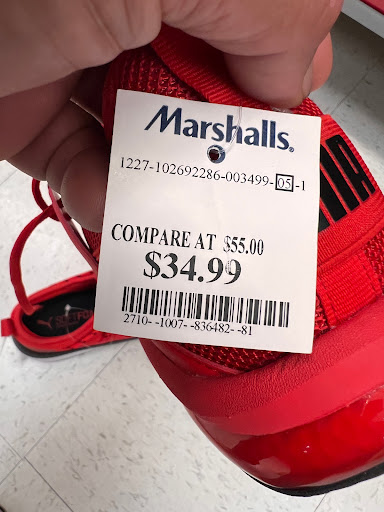 Marshalls.
1227-102692286-003499-05-1
COMPARE AT $55.00
$34.99
2710- -1007- -836482- -81